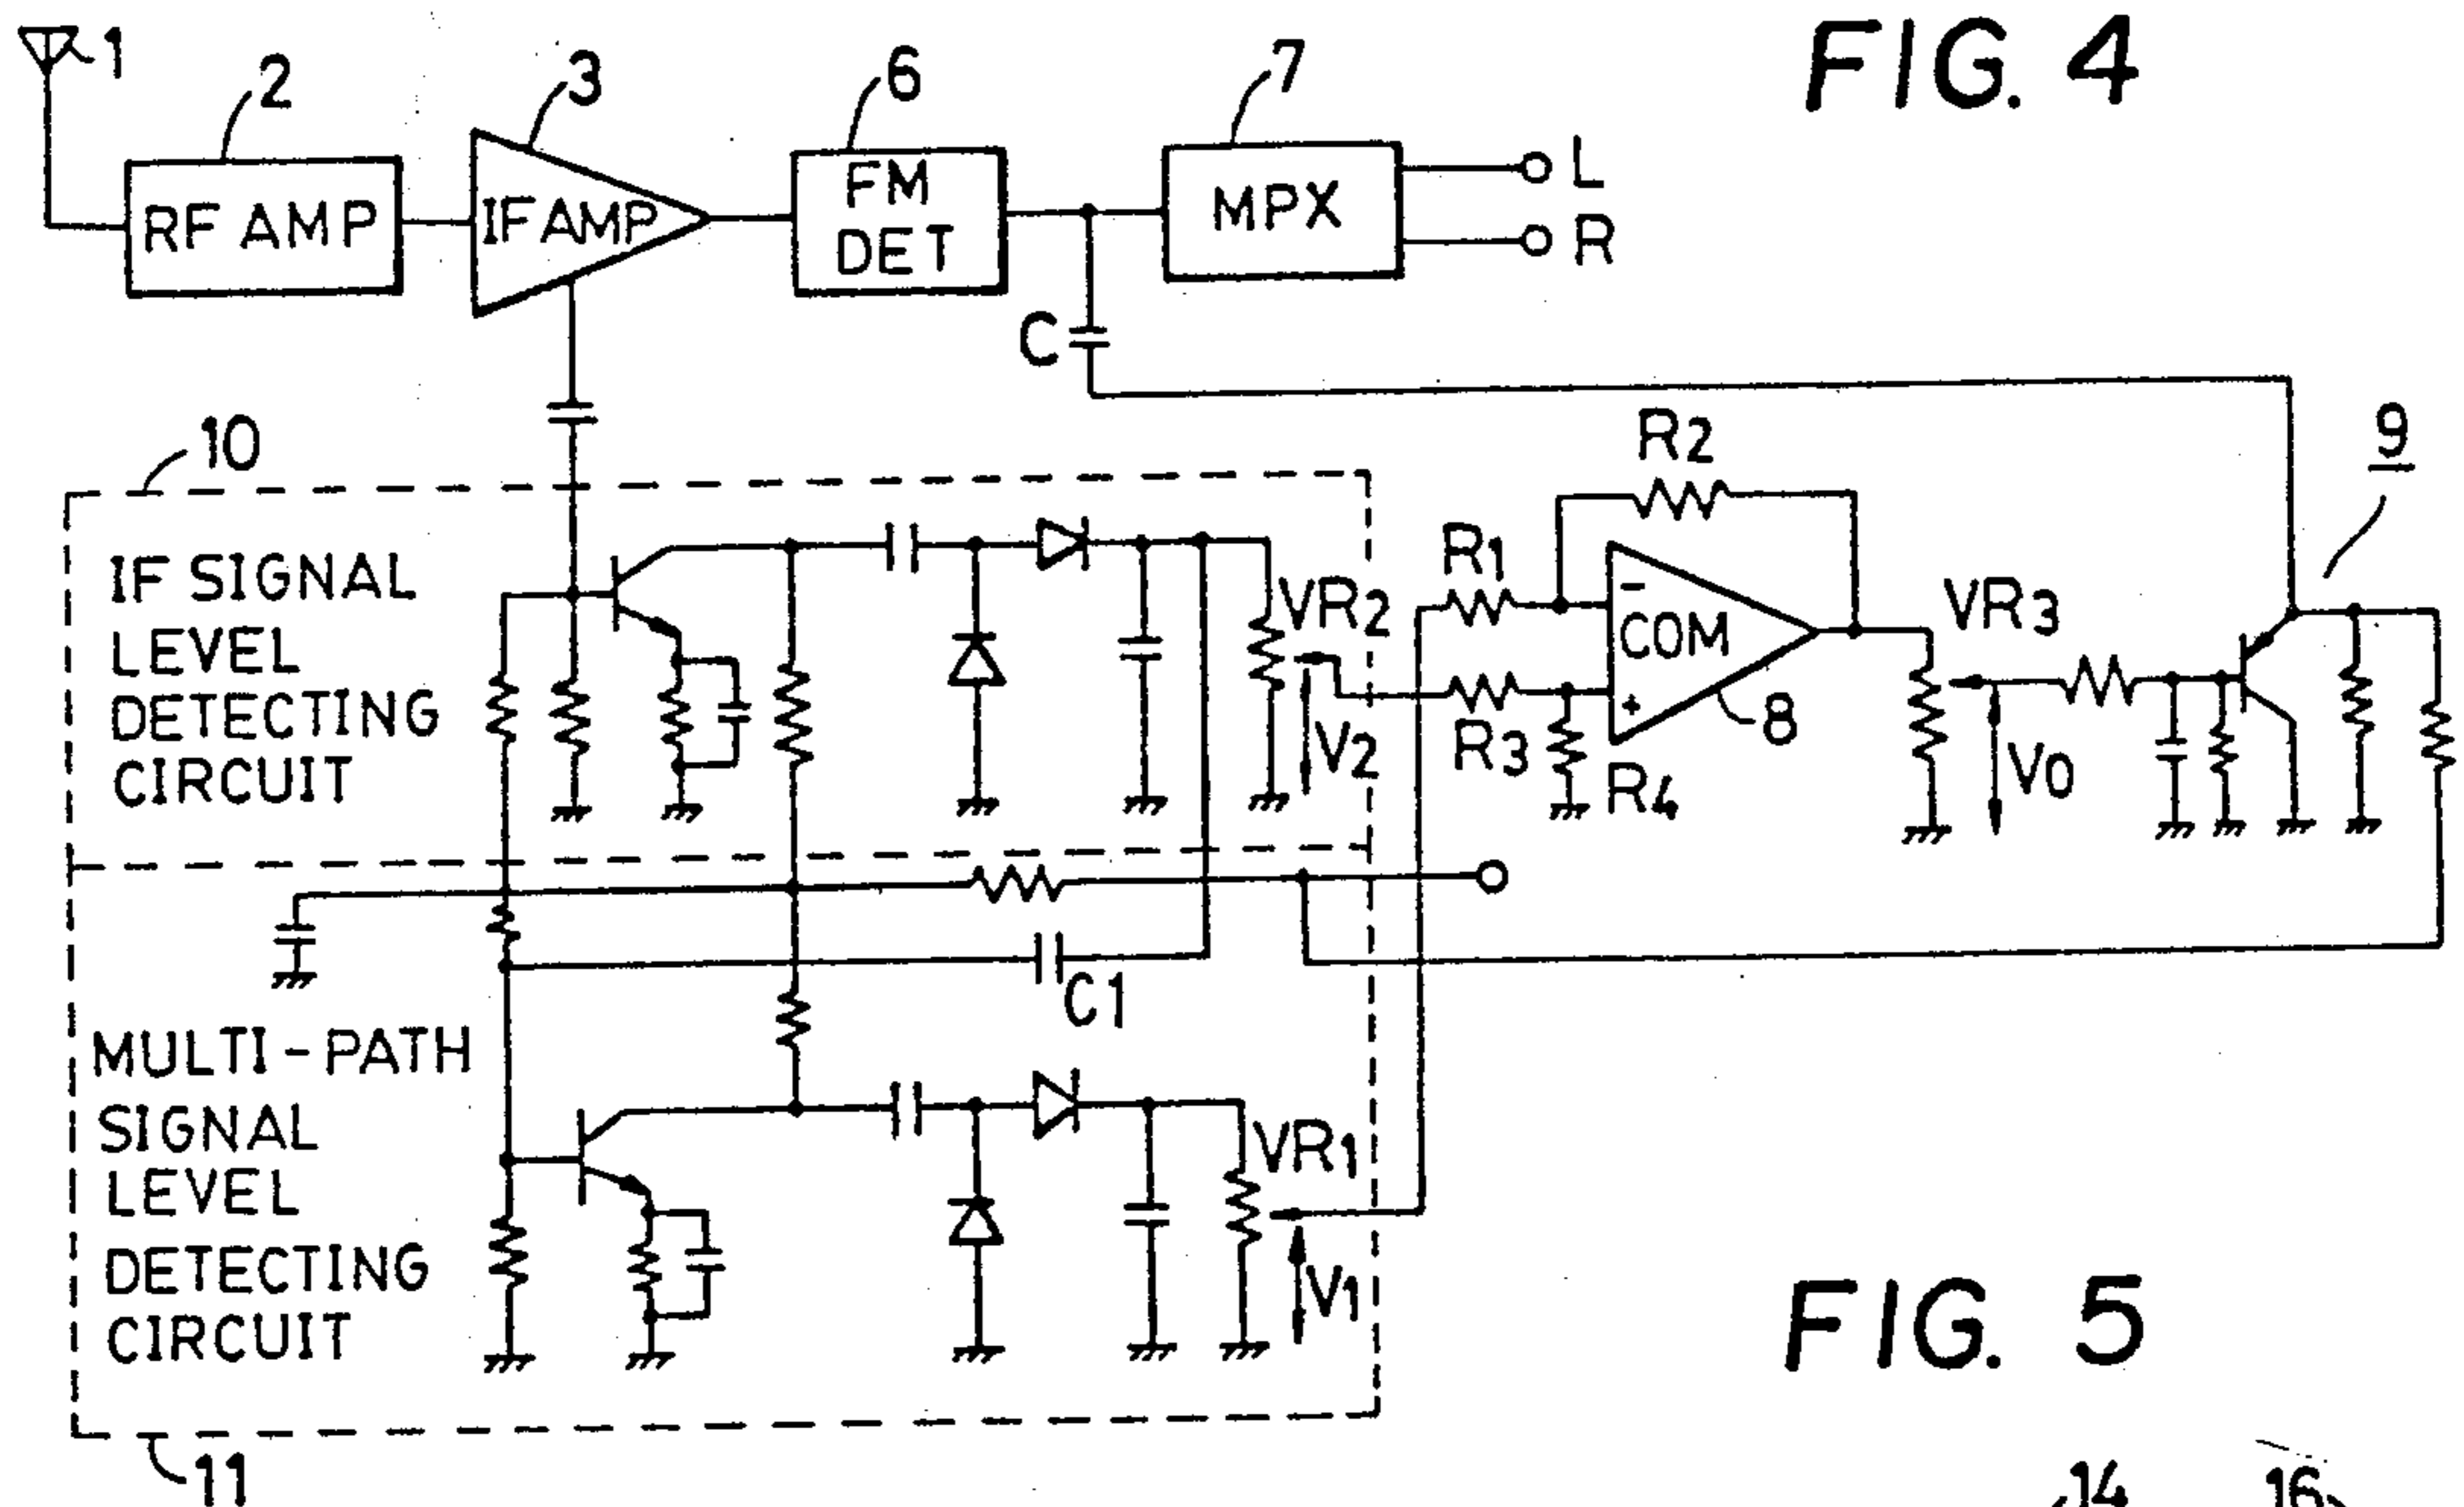 FIG. 4
1
2
3
6
7
RF AMP
IF AMP
FM
DET
MPX
L
R
C
10
R2
9
IF SIGNAL
LEVEL
DETECTING
CIRCUIT
VR2
R1
-
COM
+
8
VR3
V2
R3
R4
V0
C1
MULTI-PATH
SIGNAL
LEVEL
DETECTING
CIRCUIT
VR1
V1
FIG. 5
11
14
16